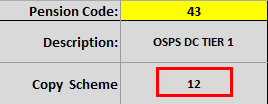 Pension Code: 43
Description: OSPS DC TIER 1
Copy Scheme 12